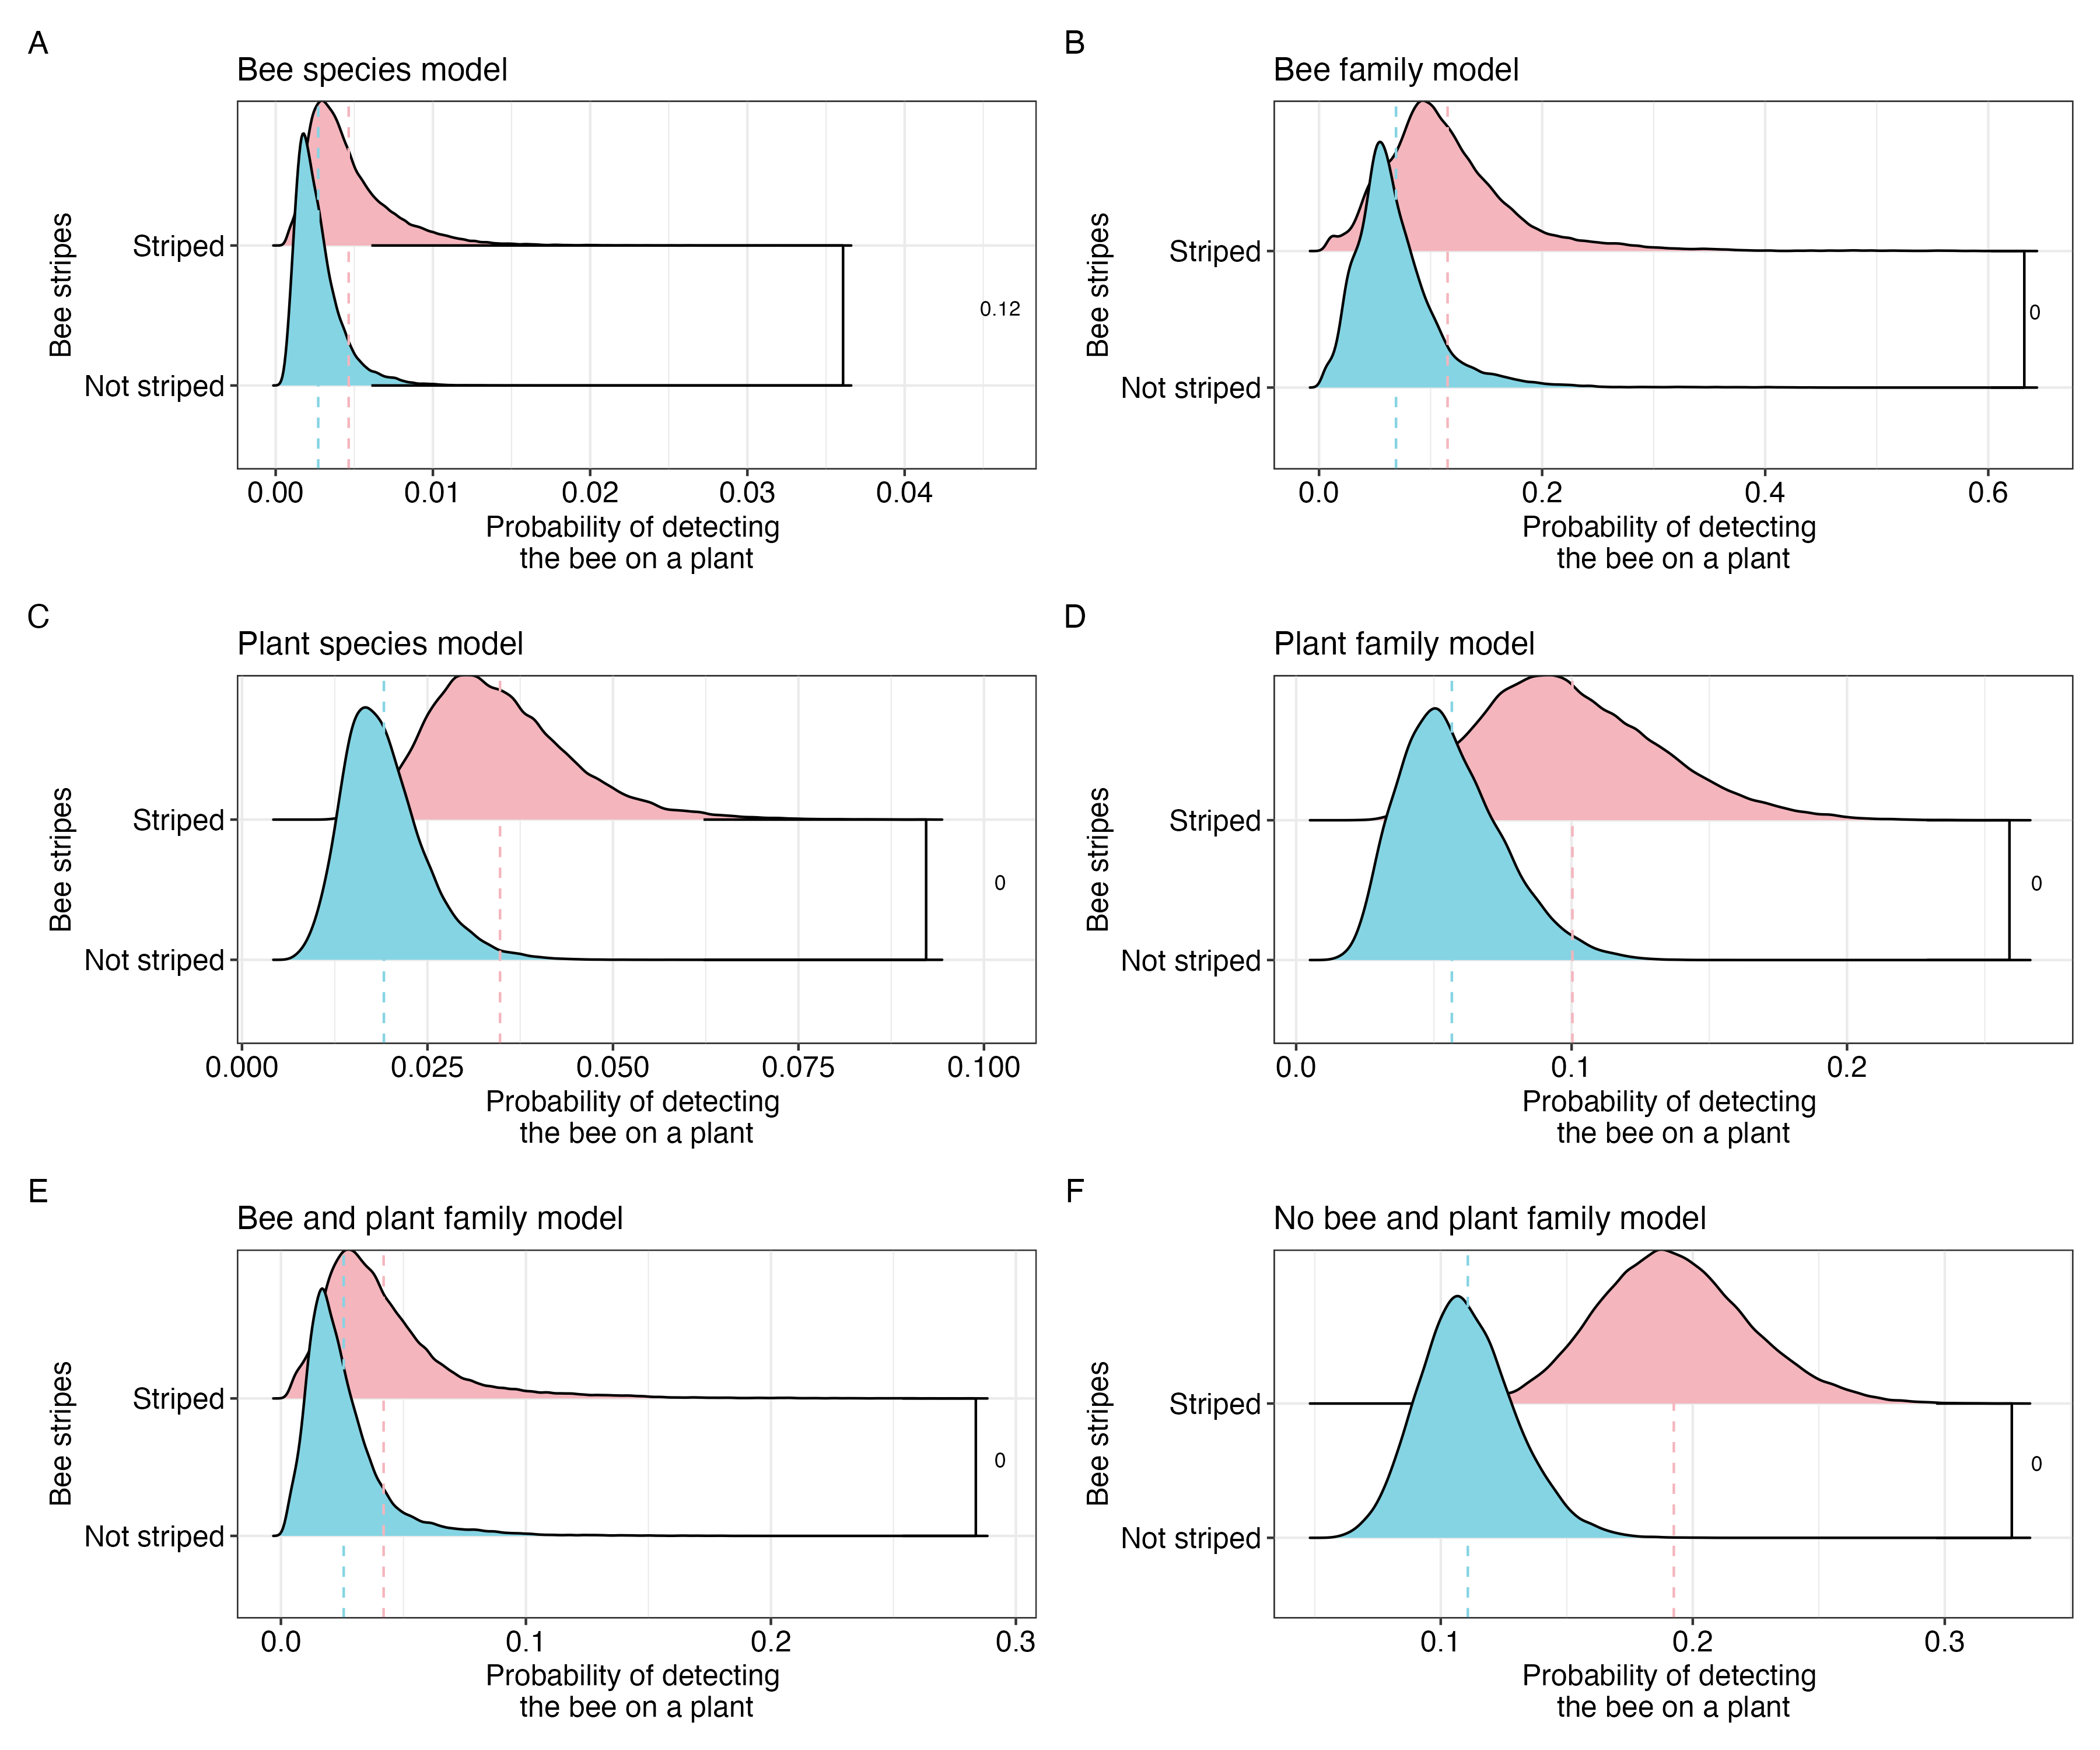 A
Bee species model
Bee stripes
Striped
Not striped
0.12
0.00 0.01 0.02 0.03 0.04
Probability of detecting
the bee on a plant
B
Bee family model
Bee stripes
Striped
Not striped
0
0.0 0.2 0.4 0.6
Probability of detecting
the bee on a plant
C
Plant species model
Bee stripes
Striped
Not striped
0
0.000 0.025 0.050 0.075 0.100
Probability of detecting
the bee on a plant
D
Plant family model
Bee stripes
Striped
Not striped
0
0.0 0.1 0.2
Probability of detecting
the bee on a plant
E
Bee and plant family model
Bee stripes
Striped
Not striped
0
0.0 0.1 0.2 0.3
Probability of detecting
the bee on a plant
F
No bee and plant family model
Bee stripes
Striped
Not striped
0
0.1 0.2 0.3
Probability of detecting
the bee on a plant